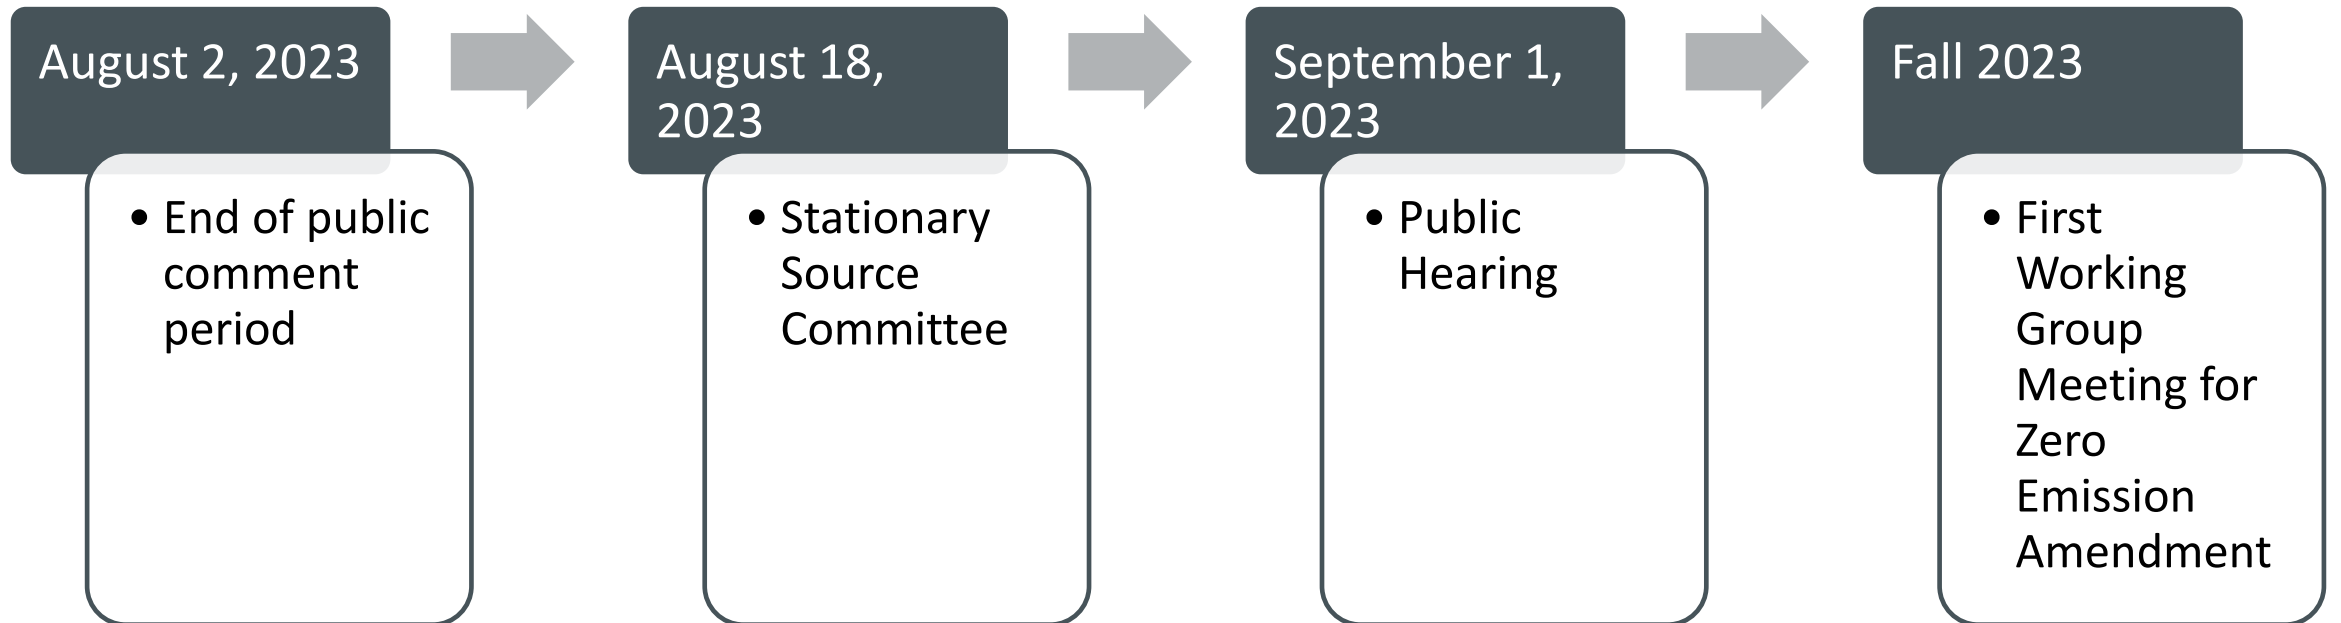 August 2, 2023
• End of public
comment
period
August 18,
2023
• Stationary
Source
Committee
September 1,
2023
• Public
Hearing
Fall 2023
• First
Working
Group
Meeting for
Zero
Emission
Amendment